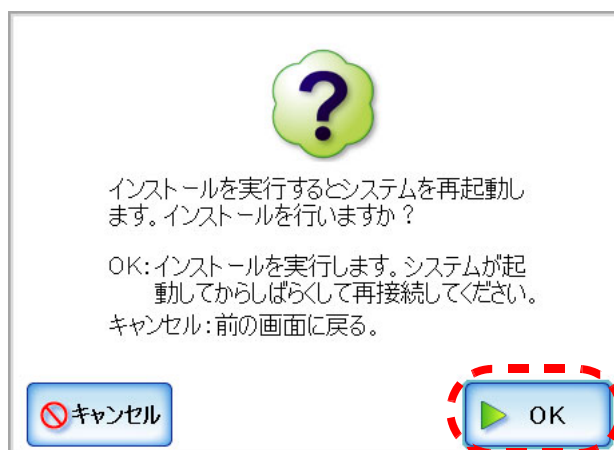 ?
インストールを実行するとシステムを再起動し
ます。インストールを行いますか？
OK:インストールを実行します。システムが起
動してからしばらくして再接続してください。
キャンセル:前の画面に戻る。
キャンセル
OK